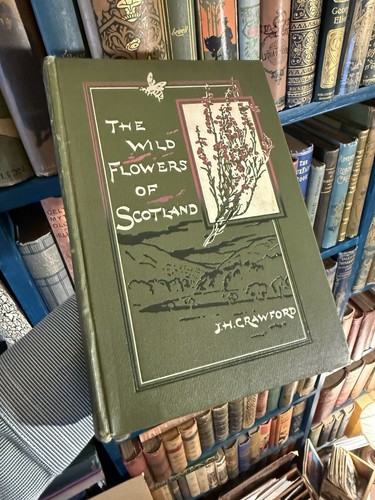 THE
WILD
FLOWERS
OF
SCOTLAND
J.H. CRAWFORD